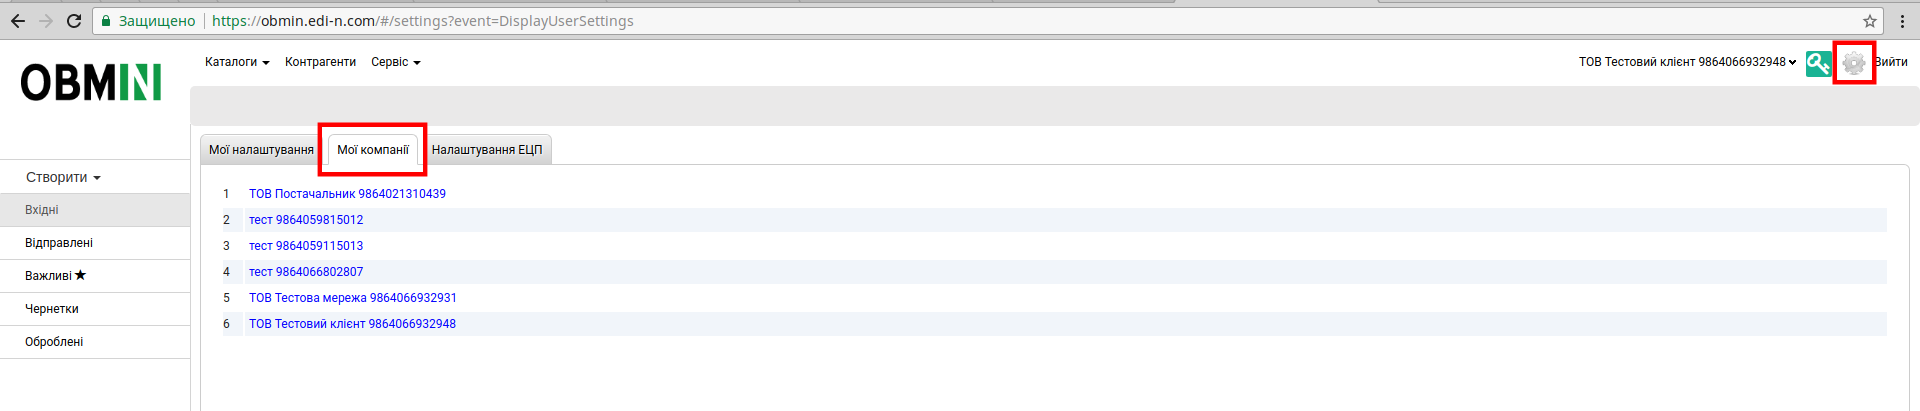 Защищено https://obmin.edi-n.com/#/settings?event=DisplayUserSettings
OBMIN
Каталоги Контрагенти Сервіс ТОВ Тестовий клієнт 9864066932948 Вийти
Мої налаштування Мої компанії Налаштування ЕЦП
Створити
Вхідні
Відправлені
Важливі ★
Чернетки
Оброблені
1 ТОВ Постачальник 9864021310439
2 тест 9864059815012
3 тест 9864059115013
4 тест 9864066802807
5 ТОВ Тестова мережа 9864066932931
6 ТОВ Тестовий клієнт 9864066932948